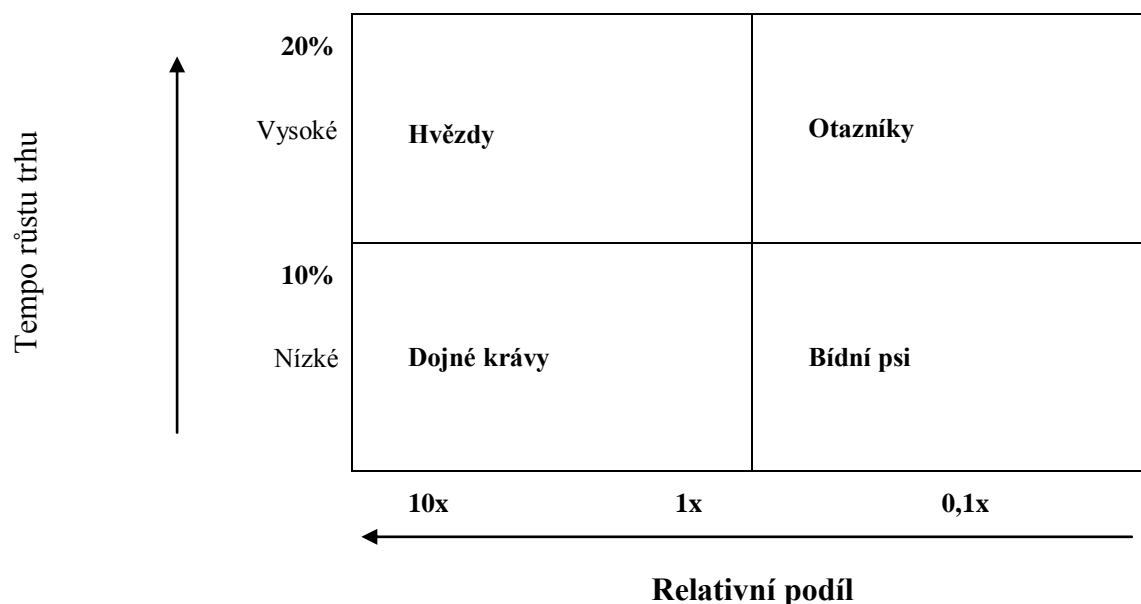 Tempo růstu trhu
20%
Vysoké
Hvězdy
Otazníky
10%
Nízké
Dojné krávy
Bídní psi
10x
1x
0,1x
Relativní podíl